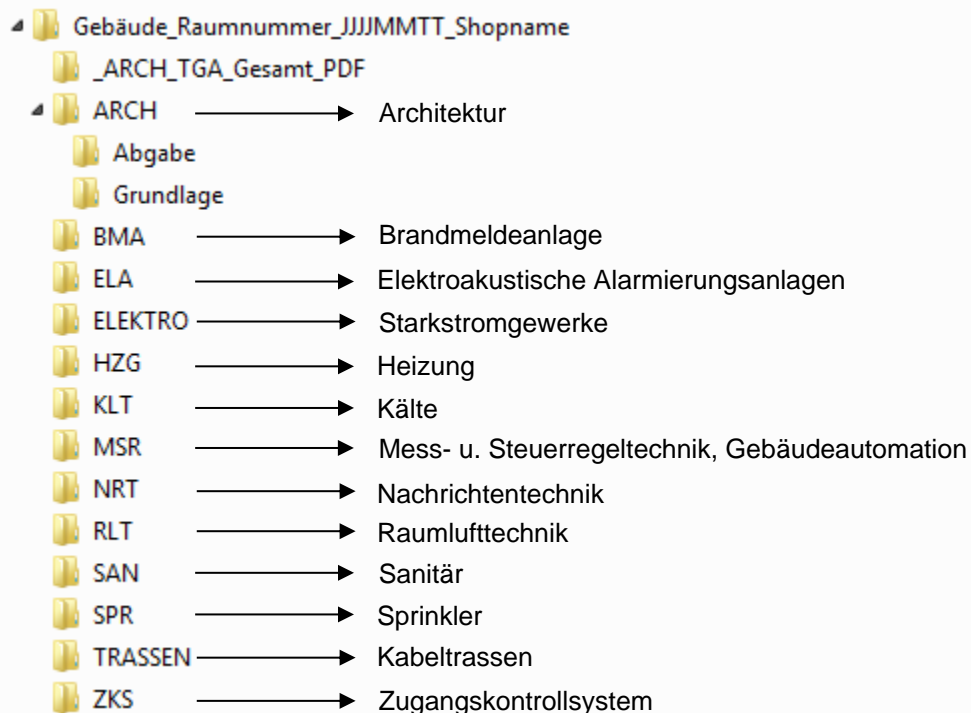 Gebäude_Raumnummer_JJJJMMTT_Shopname
_ARCH_TGA_Gesamt_PDF
ARCH Architektur
Abgabe
Grundlage
BMA Brandmeldeanlage
ELA Elektroakustische Alarmierungsanlagen
ELEKTRO Starkstromgewerke
HZG Heizung
KLT Kälte
MSR Mess- u. Steuerregeltechnik, Gebäudeautomation
NRT Nachrichtentechnik
RLT Raumlufttechnik
SAN Sanitär
SPR Sprinkler
TRASSEN Kabeltrassen
ZKS Zugangskontrollsystem